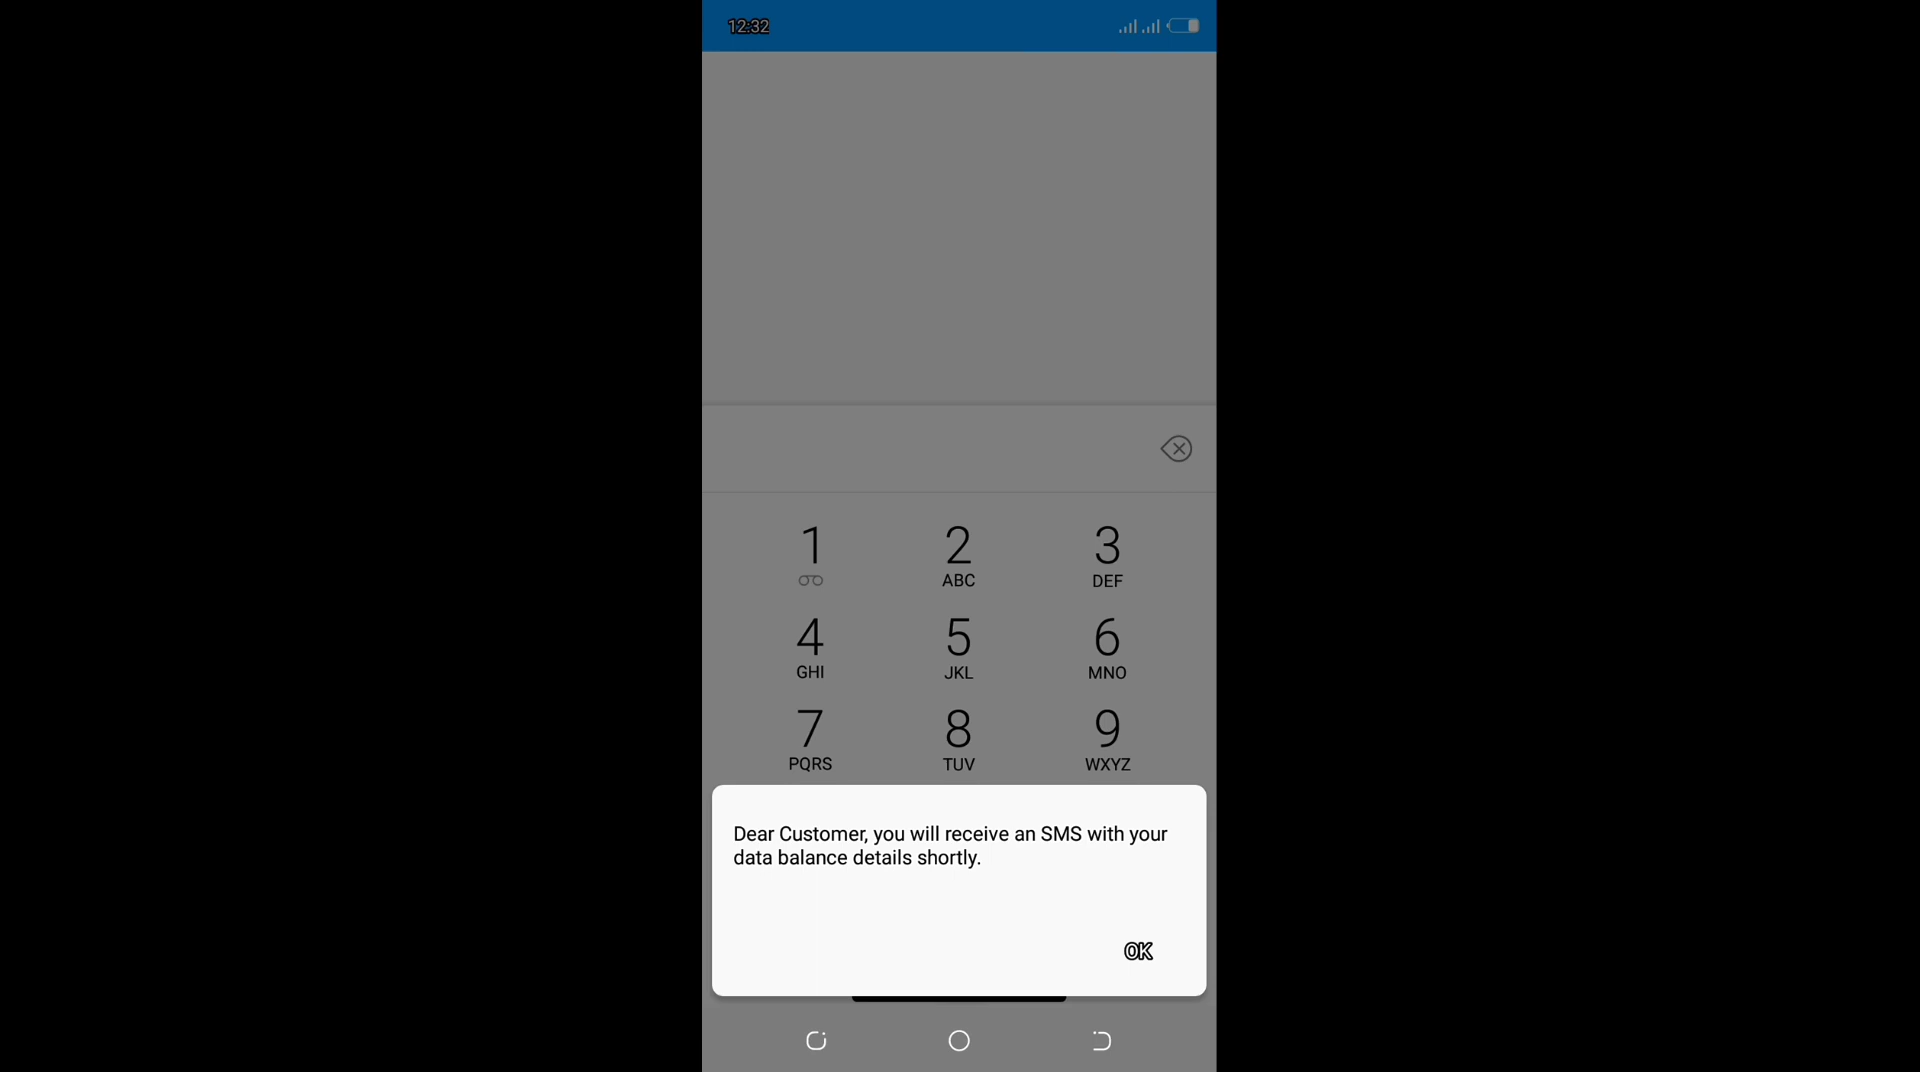 12:32
1 2 3
ABC DEF
4 5 6
GHI JKL MNO
7 8 9
PQRS TUV WXYZ
Dear Customer, you will receive an SMS with your
data balance details shortly.
OK